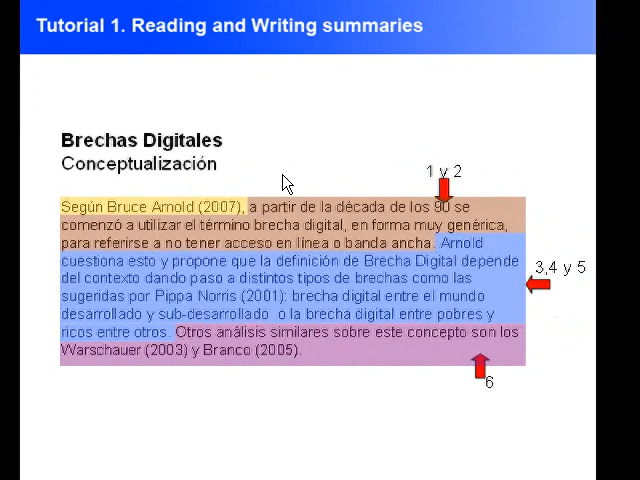 Tutorial 1. Reading and Writing summaries
Brechas Digitales
Conceptualización
1 y 2
Según Bruce Arnold (2007), a partir de la década de los 90 se
comenzó a utilizar el término brecha digital, en forma muy genérica,
para referirse a no tener acceso en línea o banda ancha. Arnold
cuestiona esto y propone que la definición de Brecha Digital depende
del contexto dando paso a distintos tipos de brechas como las
3,4 y 5
sugeridas por Pippa Norris (2001): brecha digital entre el mundo
desarrollado y sub-desarrollado o la brecha digital entre pobres y
ricos entre otros. Otros análisis similares sobre este concepto son los
Warschauer (2003) y Branco (2005).
6